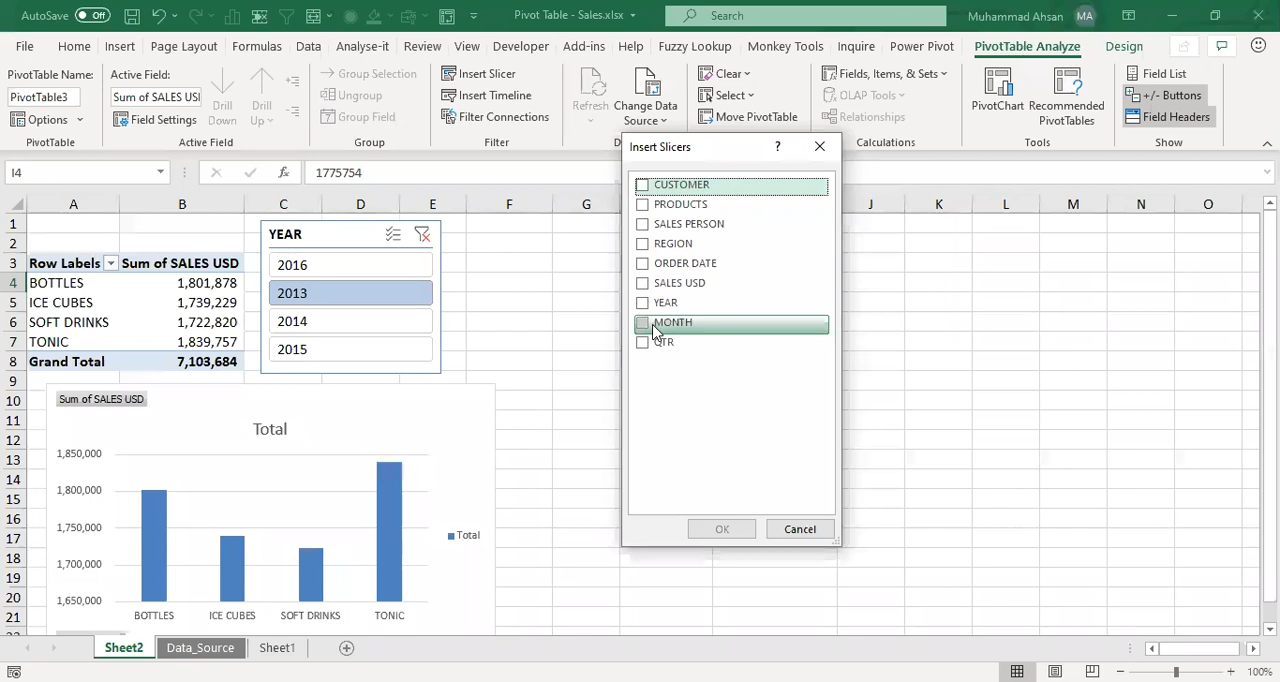 AutoSave Off Pivot Table - Sales.xlsx Search Muhammad Ahsan MA
File Home Insert Page Layout Formulas Data Analyse-it Review View Developer Add-ins Help Fuzzy Lookup Monkey Tools Inquire Power Pivot PivotTable Analyze Design
PivotTable Name:
PivotTable3
Options
PivotTable
Active Field:
Sum of SALES USI
Field Settings
Drill
Down
Drill
Up
Active Field
Group Selection
Ungroup
Group Field
Group
Insert Slicer
Insert Timeline
Filter Connections
Filter
Refresh
Change Data
Source
Clear
Select
Move PivotTable
Fields, Items, & Sets
OLAP Tools
Relationships
Calculations
PivotChart
Recommended
PivotTables
Tools
Field List
+/- Buttons
Field Headers
Show
I4 fx 1775754
A B C D E F G J K L M N O
1
2
3 Row Labels Sum of SALES USD
4 BOTTLES 1,801,878
5 ICE CUBES 1,739,229
6 SOFT DRINKS 1,722,820
7 TONIC 1,839,757
8 Grand Total 7,103,684
9
10
11
12
13
14
15
16
17
18
19
20
21
YEAR
2016
2013
2014
2015
Sum of SALES USD
Total
1,850,000
1,800,000
1,750,000
1,700,000
1,650,000
BOTTLES ICE CUBES SOFT DRINKS TONIC
Total
Insert Slicers ?
CUSTOMER
PRODUCTS
SALES PERSON
REGION
ORDER DATE
SALES USD
YEAR
MONTH
QTR
OK Cancel
Sheet2 Data_Source Sheet1
100%